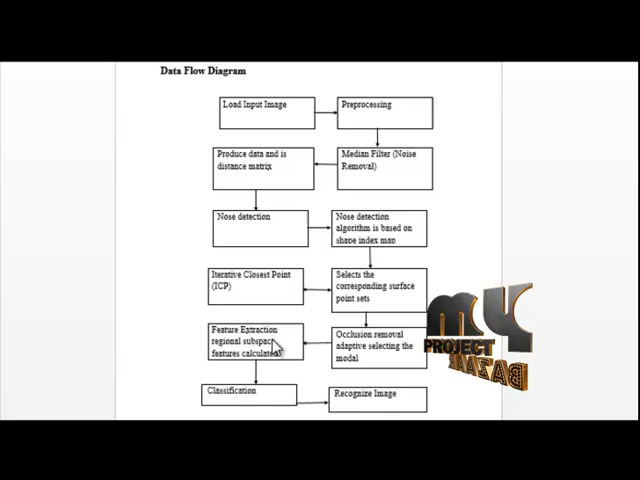 Data Flow Diagram
Load Input Image
Preprocessing
Produce data and is
distance matrix
Median Filter (Noise
Removal)
Nose detection
Nose detection
algorithm is based on
shape index map
Iterative Closest Point
(ICP)
Selects the
corresponding surface
point sets
Feature Extraction
regional subspace
features calculated
Occlusion removal
adaptive selecting the
modal
Classification
Recognize Image
my
PROJECT
BAZAAR